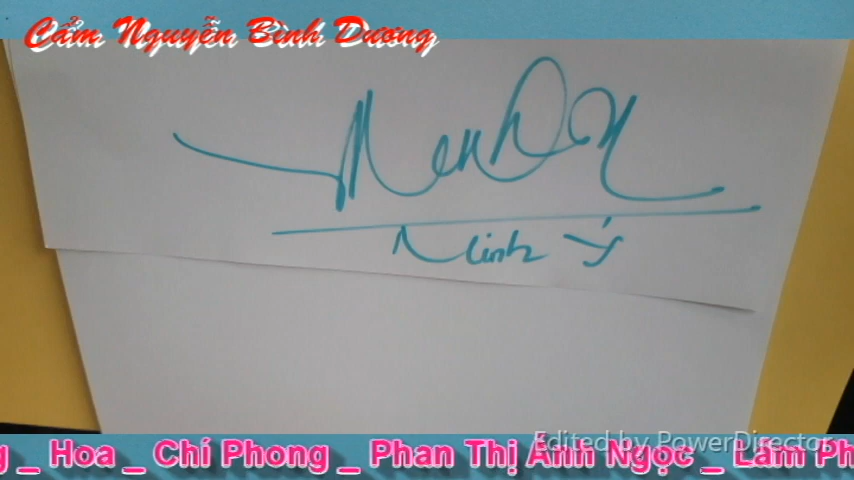 Cẩm Nguyễn Bình Dương
Minh Ý
Edited by PowerDirector
g _ Hoa _ Chí Phong _ Phan Thị Ánh Ngọc _ Lâm Ph